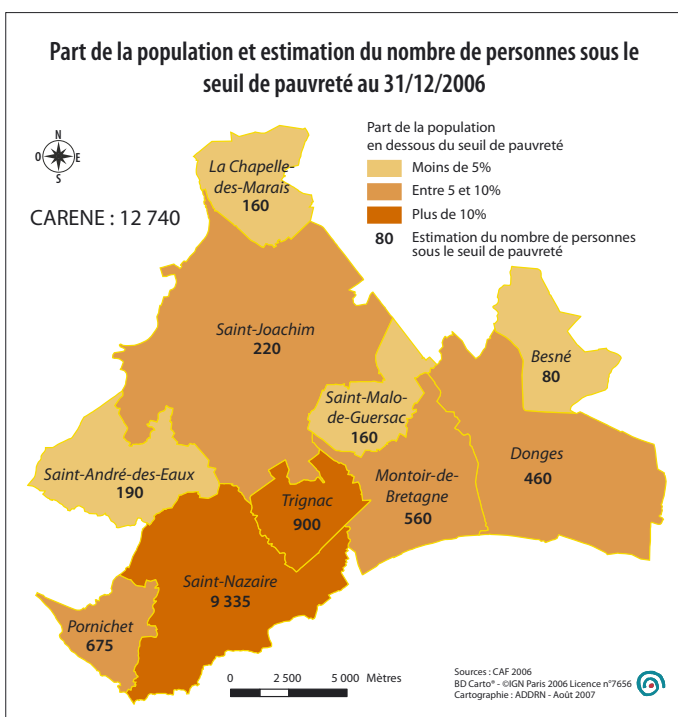 Part de la population et estimation du nombre de personnes sous le
seuil de pauvreté au 31/12/2006
N
O E
S
CARENE : 12 740
Part de la population
en dessous du seuil de pauvreté
Moins de 5%
Entre 5 et 10%
Plus de 10%
80 Estimation du nombre de personnes
sous le seuil de pauvreté
La Chapelle-
des-Marais
160
Saint-Joachim
220
Besné
80
Saint-Malo-
de-Guersac
160
Donges
460
Saint-André-des-Eaux
190
Montoir-de-
Bretagne
560
Trignac
900
Saint-Nazaire
9 335
Pornichet
675
0 2 500 5 000 Mètres
Sources : CAF 2006
BD Carto® - ©IGN Paris 2006 Licence n°7656
Cartographie : ADDRN - Août 2007